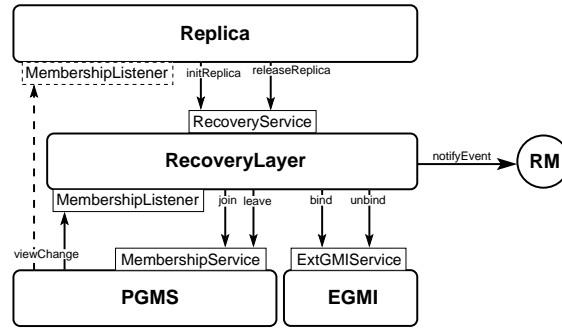 Replica
MembershipListener
initReplica
releaseReplica
RecoveryService
RecoveryLayer
notifyEvent
RM
MembershipListener
join
leave
bind
unbind
viewChange
MembershipService
ExtGMIService
PGMS
EGMI